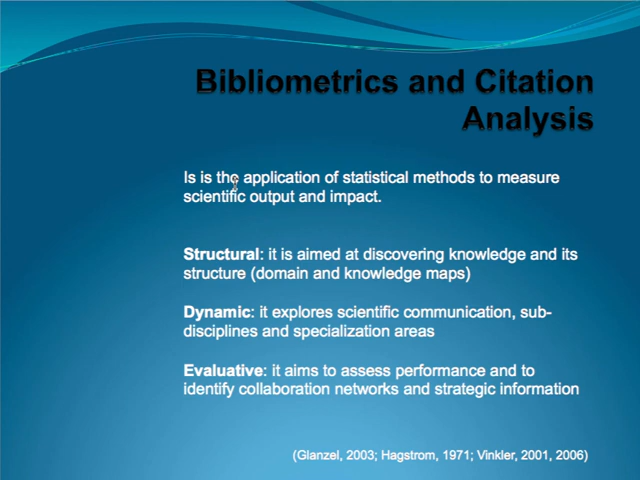 Bibliometrics and Citation
Analysis
Is is the application of statistical methods to measure
scientific output and impact.
Structural: it is aimed at discovering knowledge and its
structure (domain and knowledge maps)
Dynamic: it explores scientific communication, sub-
disciplines and specialization areas
Evaluative: it aims to assess performance and to
identify collaboration networks and strategic information
(Glanzel, 2003; Hagstrom, 1971; Vinkler, 2001, 2006)